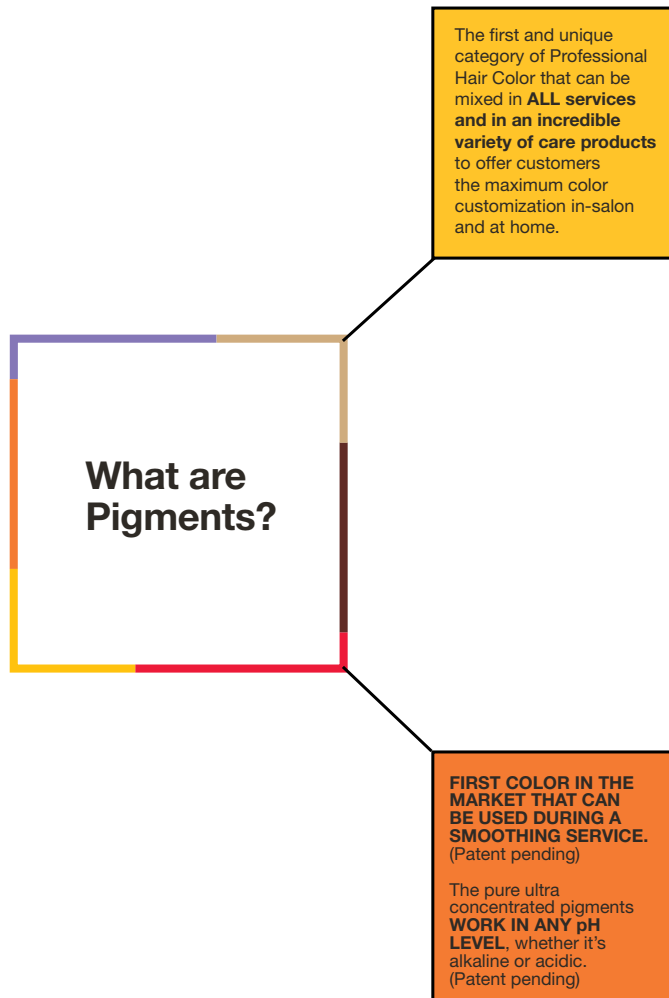 The first and unique
category of Professional
Hair Color that can be
mixed in ALL services
and in an incredible
variety of care products
to offer customers
the maximum color
customization in-salon
and at home.
What are
Pigments?
FIRST COLOR IN THE
MARKET THAT CAN
BE USED DURING A
SMOOTHING SERVICE.
(Patent pending)
The pure ultra
concentrated pigments
WORK IN ANY pH
LEVEL, whether it's
alkaline or acidic.
(Patent pending)